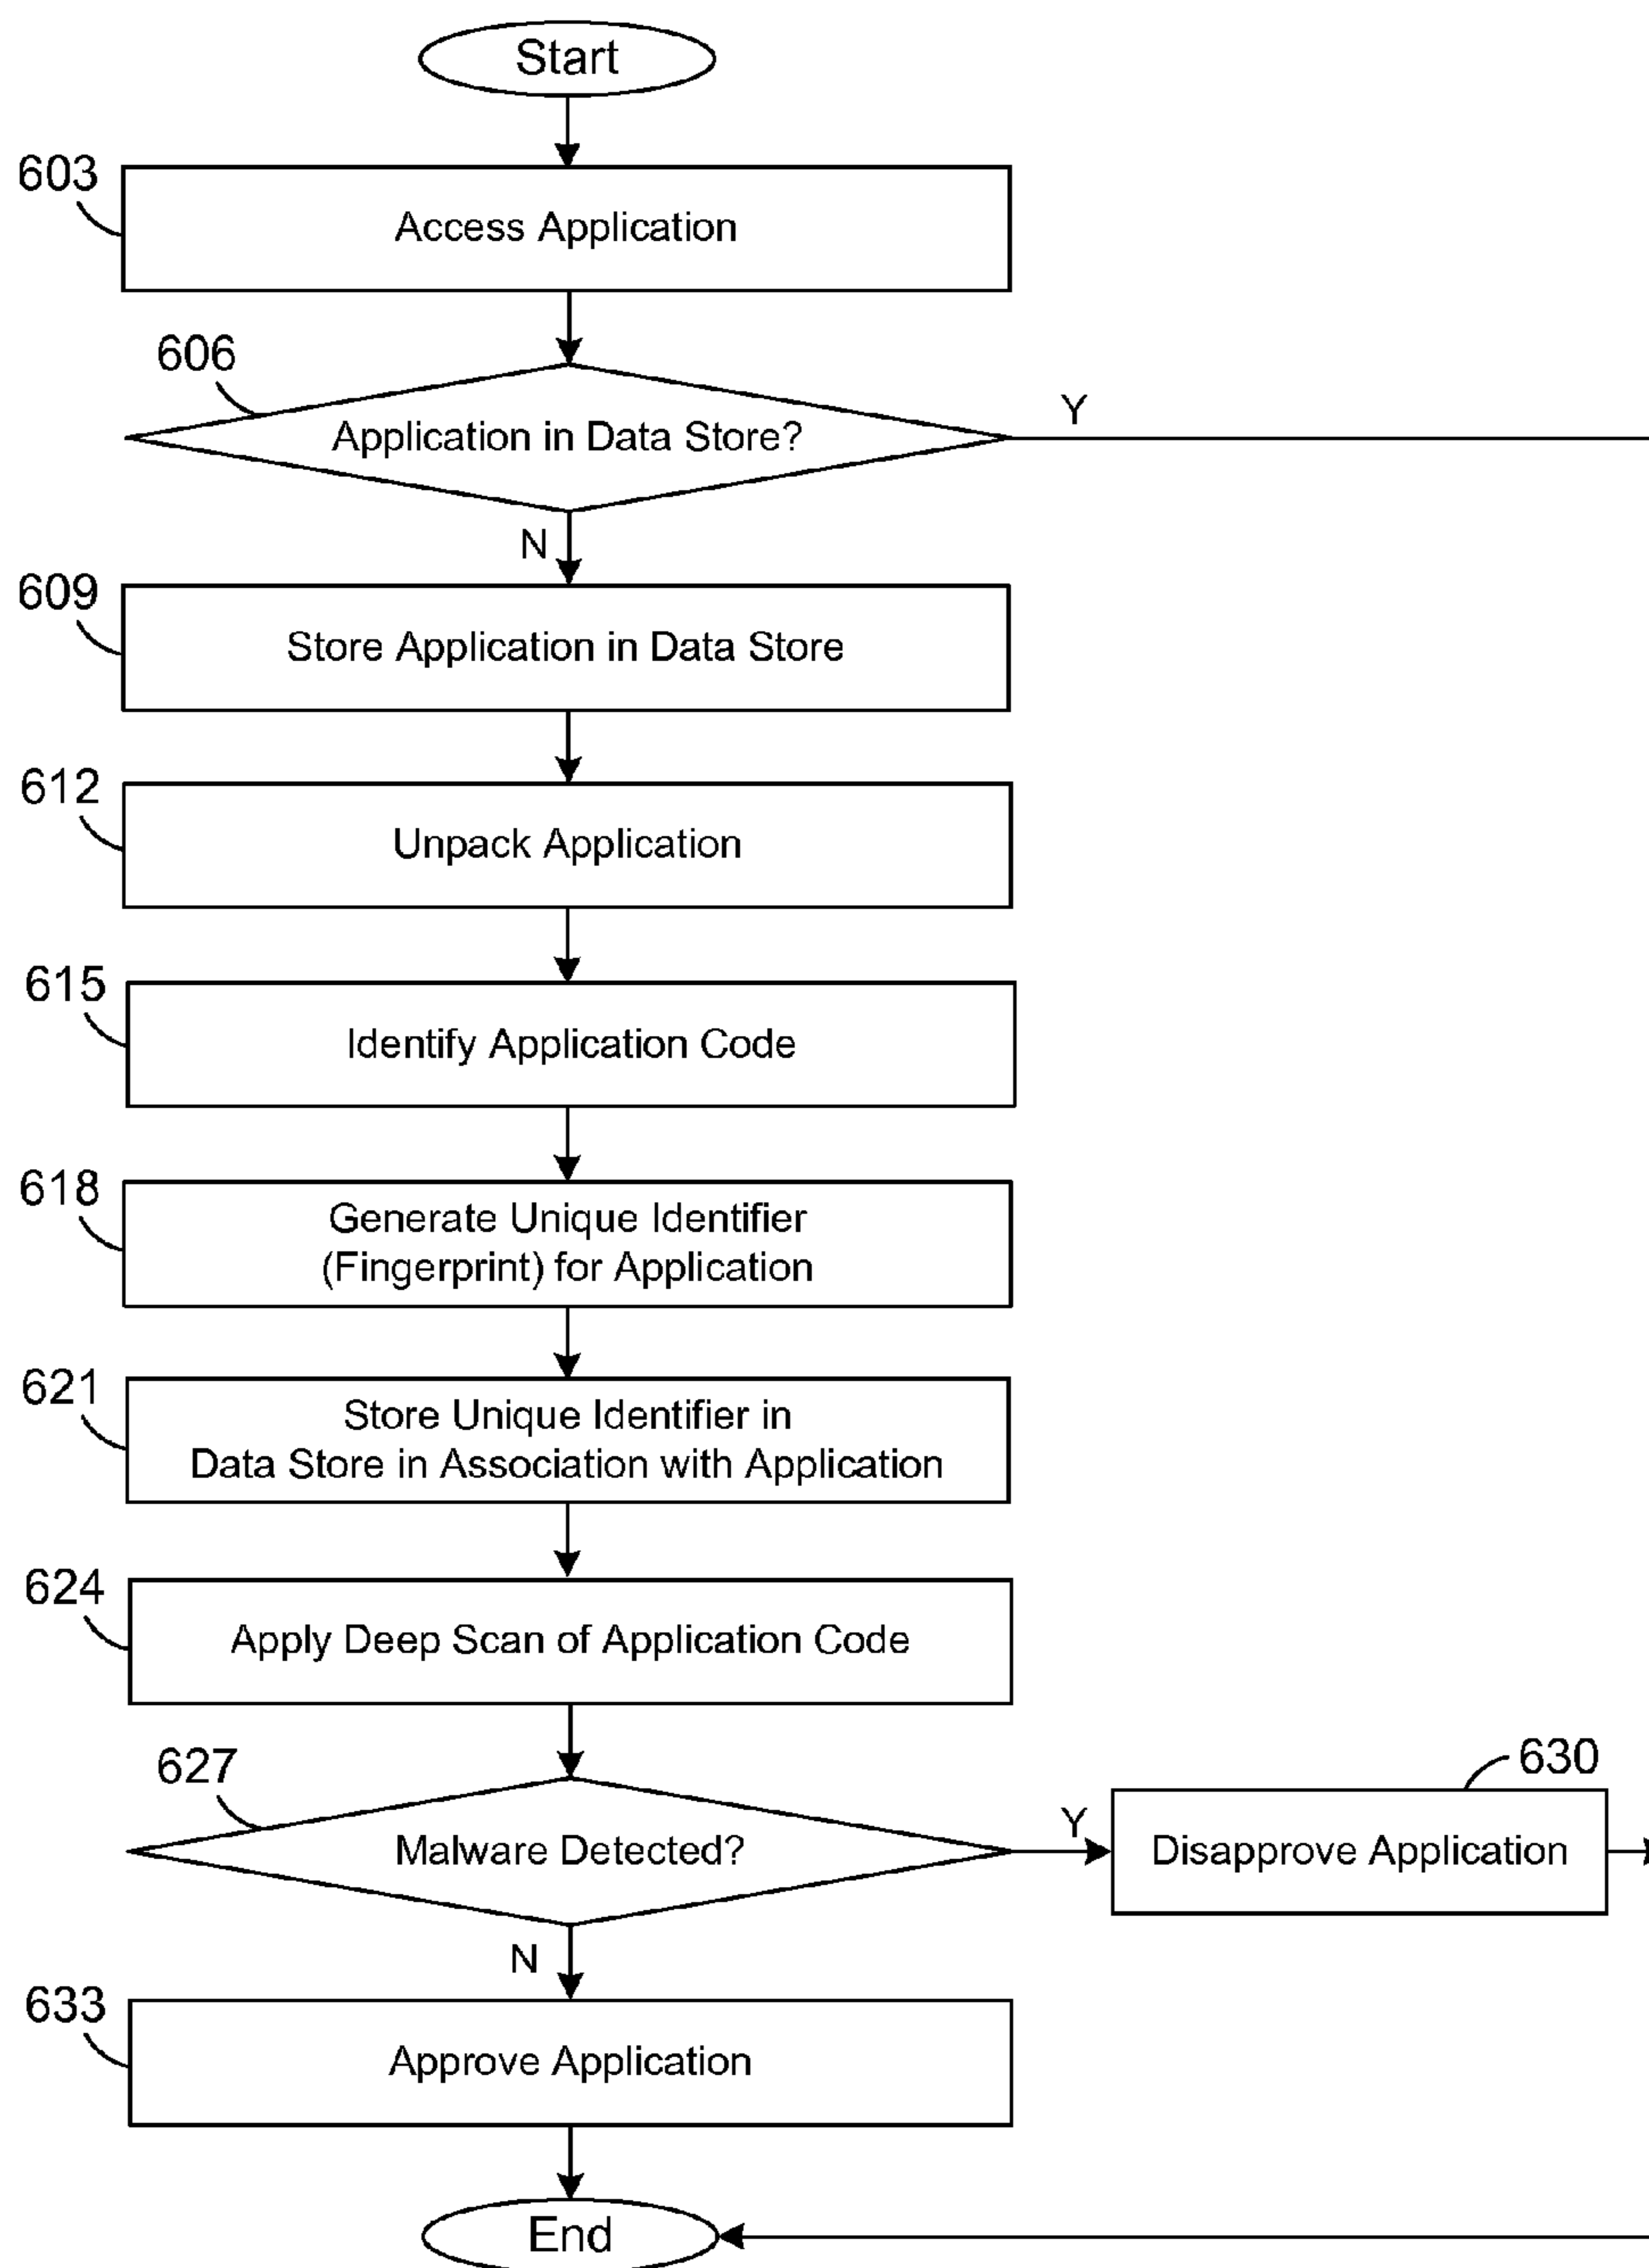 Start
603
Access Application
606
Application in Data Store?
Y
N
609
Store Application in Data Store
612
Unpack Application
615
Identify Application Code
618
Generate Unique Identifier
(Fingerprint) for Application
621
Store Unique Identifier in
Data Store in Association with Application
624
Apply Deep Scan of Application Code
627
Malware Detected?
Y
630
Disapprove Application
N
633
Approve Application
End